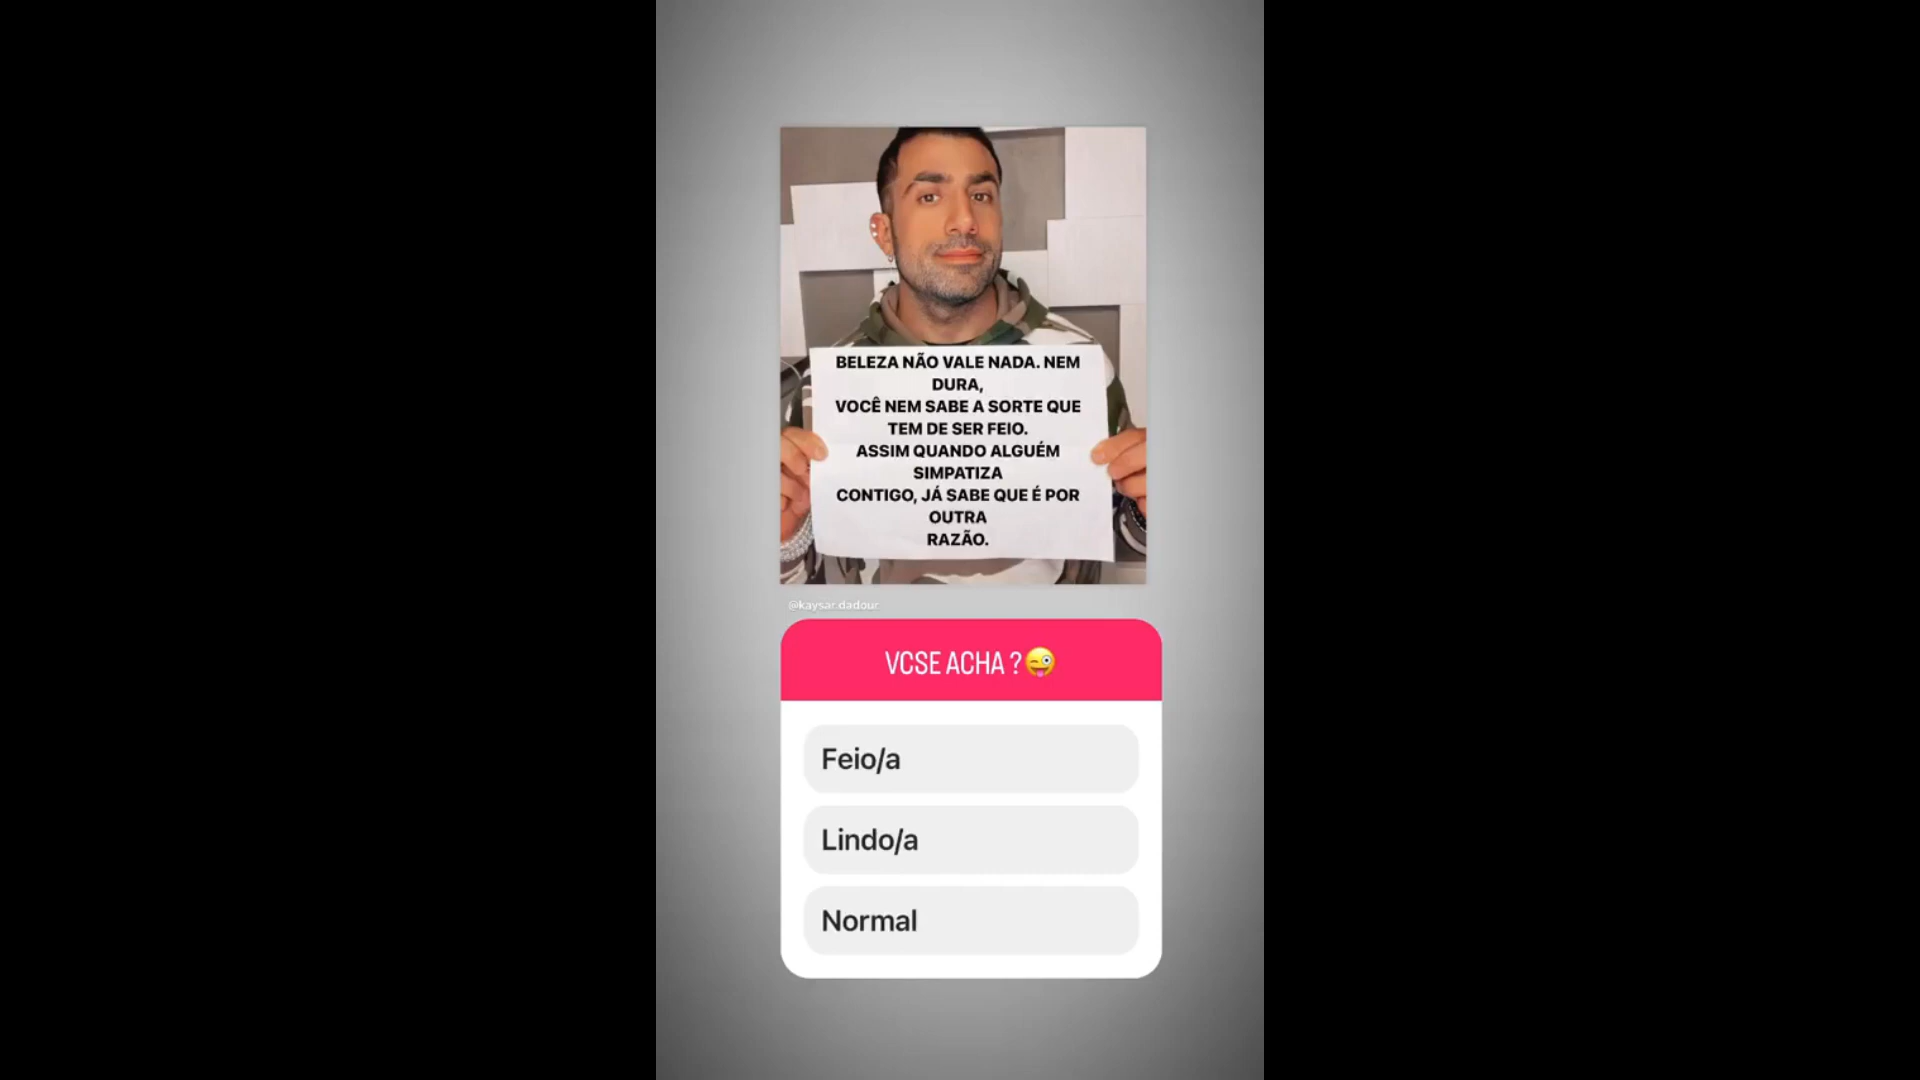 BELEZA NÃO VALE NADA. NEM
DURA,
VOCÊ NEM SABE A SORTE QUE
TEM DE SER FEIO.
ASSIM QUANDO ALGUÉM
SIMPATIZA
CONTIGO, JÁ SABE QUE É POR
OUTRA
RAZÃO.
@kaysar.dadour
VCSE ACHA ?😜
Feio/a
Lindo/a
Normal